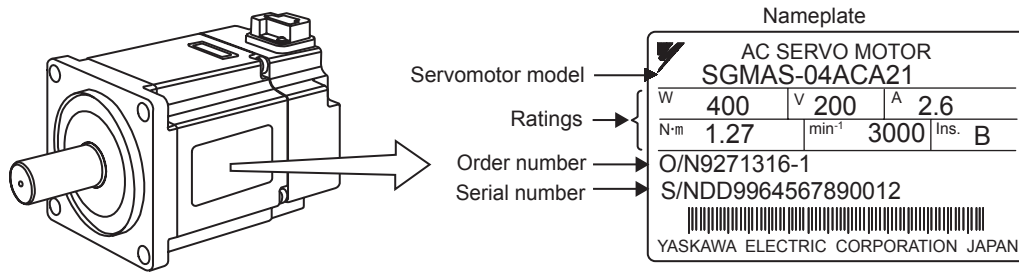 Nameplate
AC SERVO MOTOR
Servomotor model
SGMAS-04ACA21
Ratings
W 400 V 200 A 2.6
N·m 1.27 min-1 3000 Ins. B
Order number
O/N9271316-1
Serial number
S/NDD9964567890012
YASKAWA ELECTRIC CORPORATION JAPAN